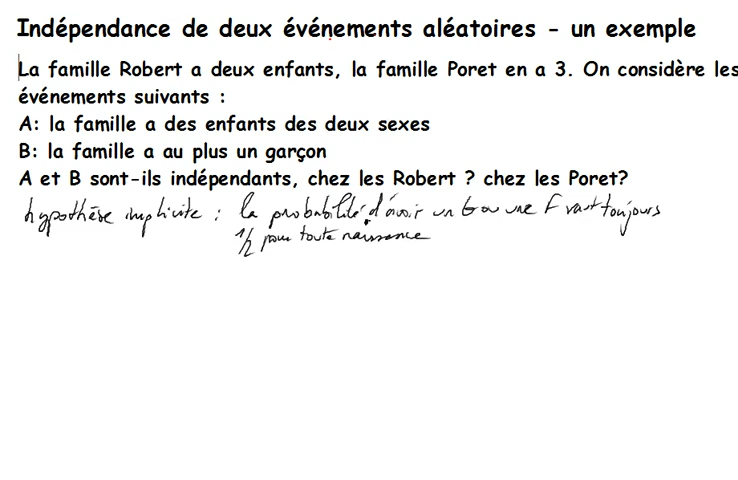 Indépendance de deux événements aléatoires - un exemple
La famille Robert a deux enfants, la famille Poret en a 3. On considère les
événements suivants :
A: la famille a des enfants des deux sexes
B: la famille a au plus un garçon
A et B sont-ils indépendants, chez les Robert ? chez les Poret?
hypothèse implicite : la probabilité d'avoir un G ou une F vaut toujours
1/2 pour toute naissance